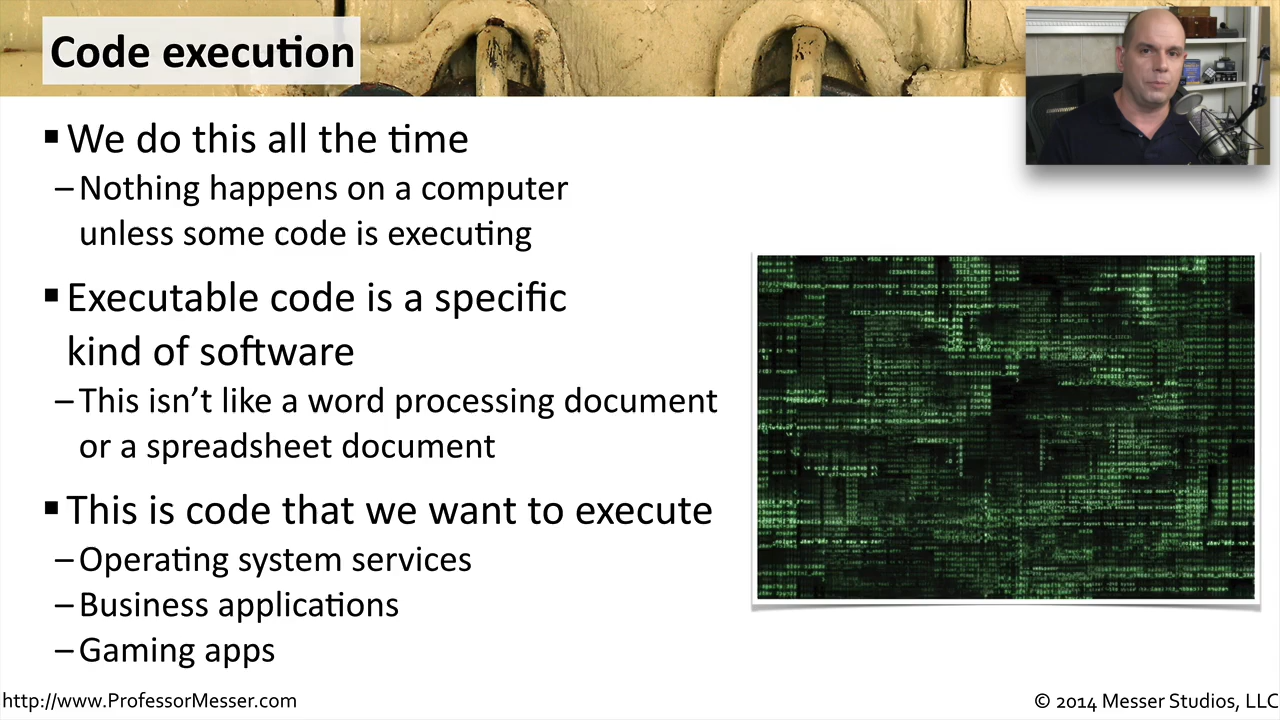 Code execution
▪ We do this all the time
– Nothing happens on a computer
unless some code is executing
▪ Executable code is a specific
kind of software
– This isn't like a word processing document
or a spreadsheet document
▪ This is code that we want to execute
– Operating system services
– Business applications
– Gaming apps
http://www.ProfessorMesser.com
© 2014 Messer Studios, LLC